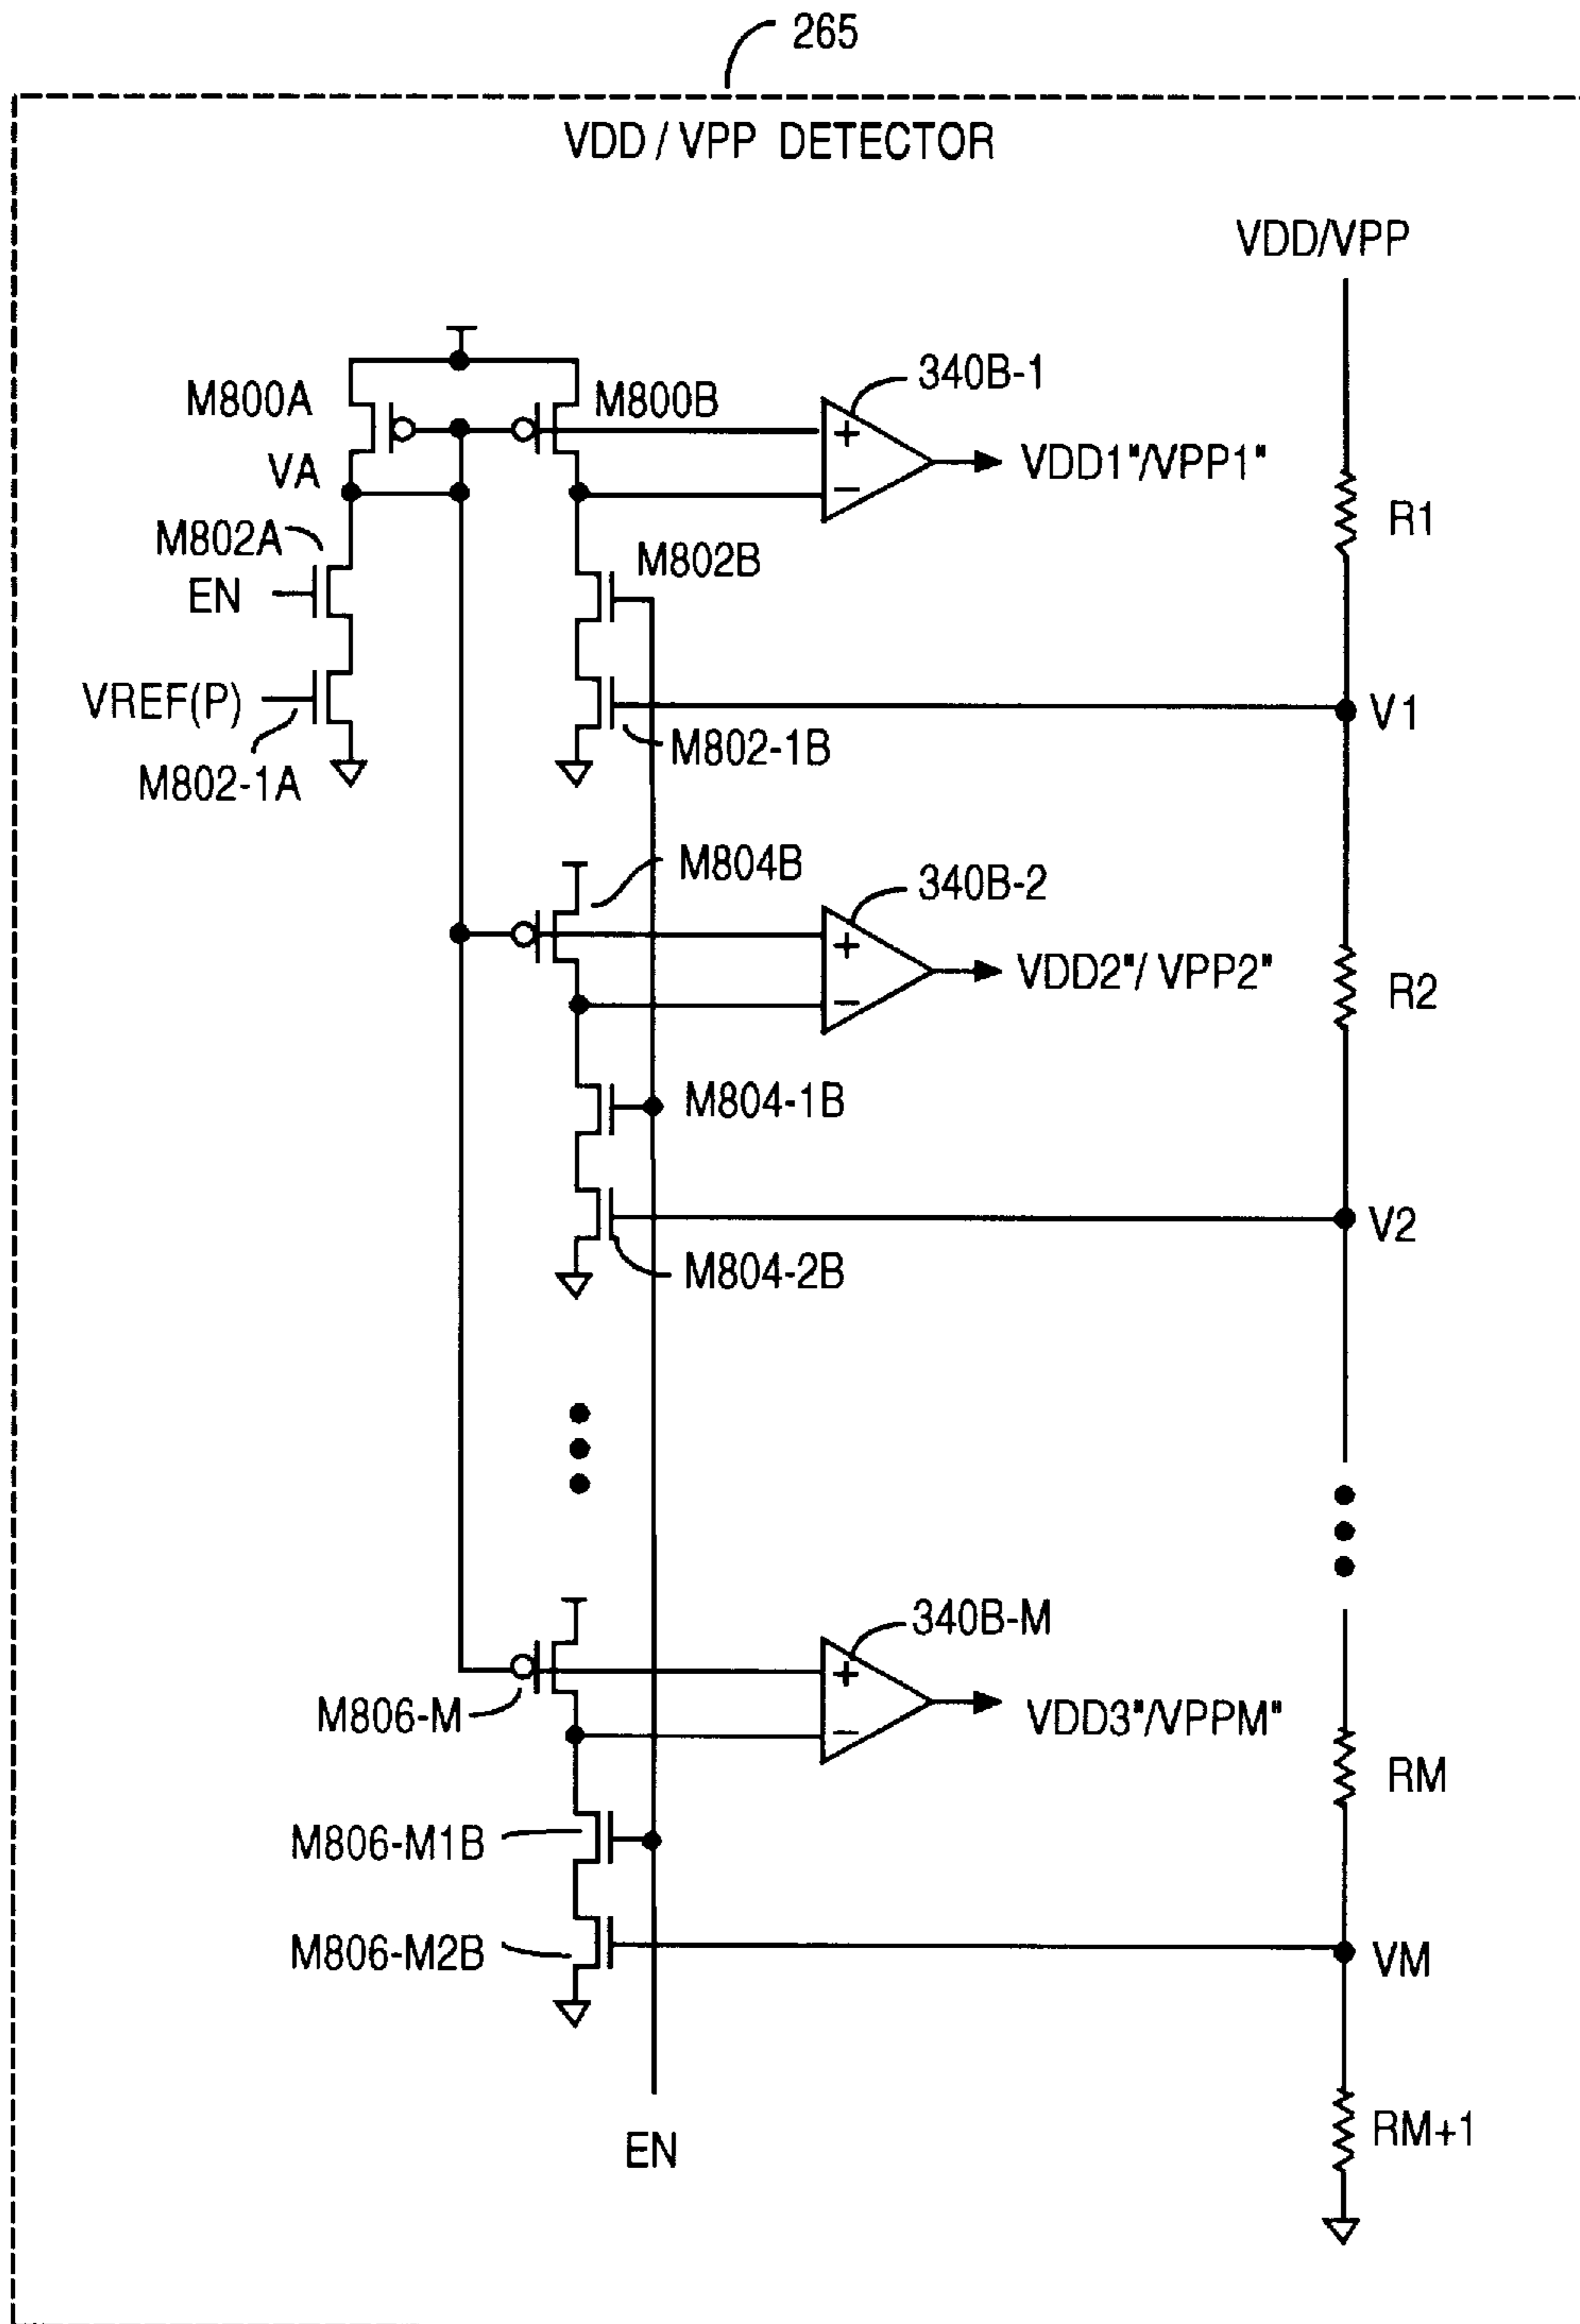 265
VDD / VPP DETECTOR
VDD/VPP
340B-1
M800A
M800B
+
VDD1"/VPP1"
VA
−
R1
M802A
M802B
EN
VREF(P)
V1
M802-1B
M802-1A
M804B
340B-2
+
VDD2"/ VPP2"
R2
−
M804-1B
V2
M804-2B
340B-M
+
M806-M
VDD3"/VPPM"
−
RM
M806-M1B
M806-M2B
VM
RM+1
EN